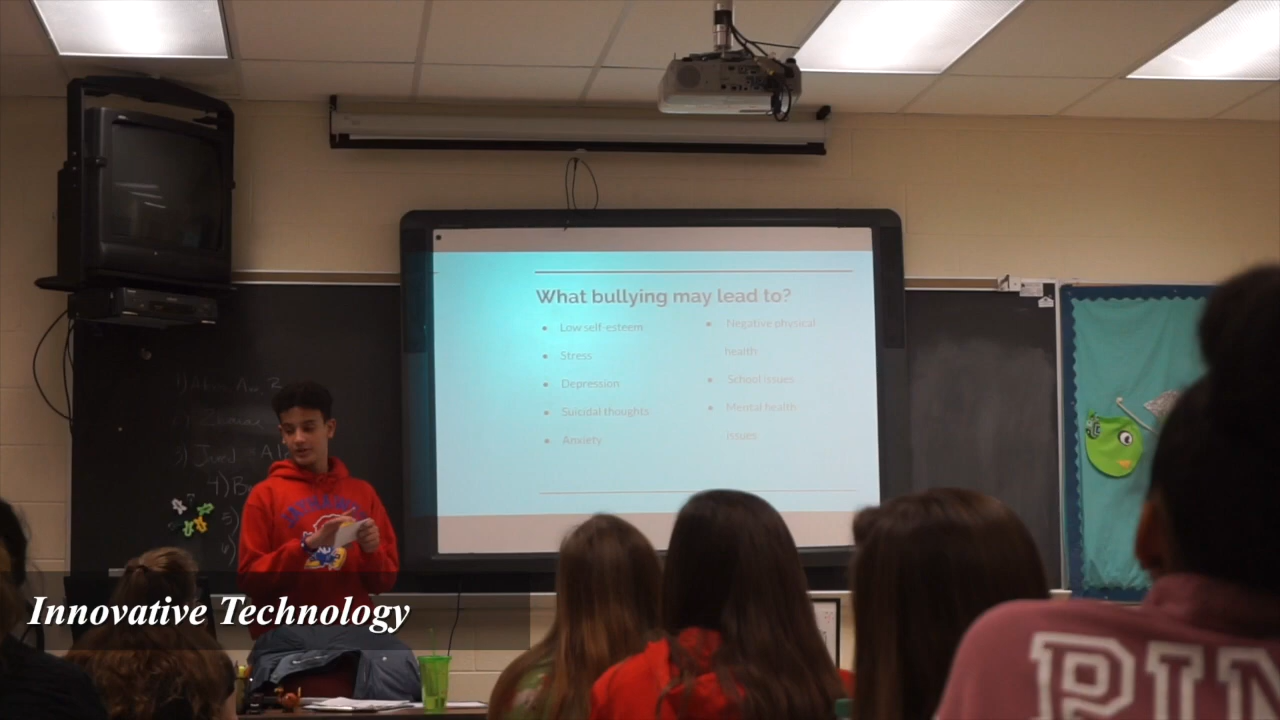 What bullying may lead to?
Low self-esteem
Stress
Depression
Suicidal thoughts
Anxiety
Negative physical
health
School issues
Mental health
issues
Innovative Technology
PIN